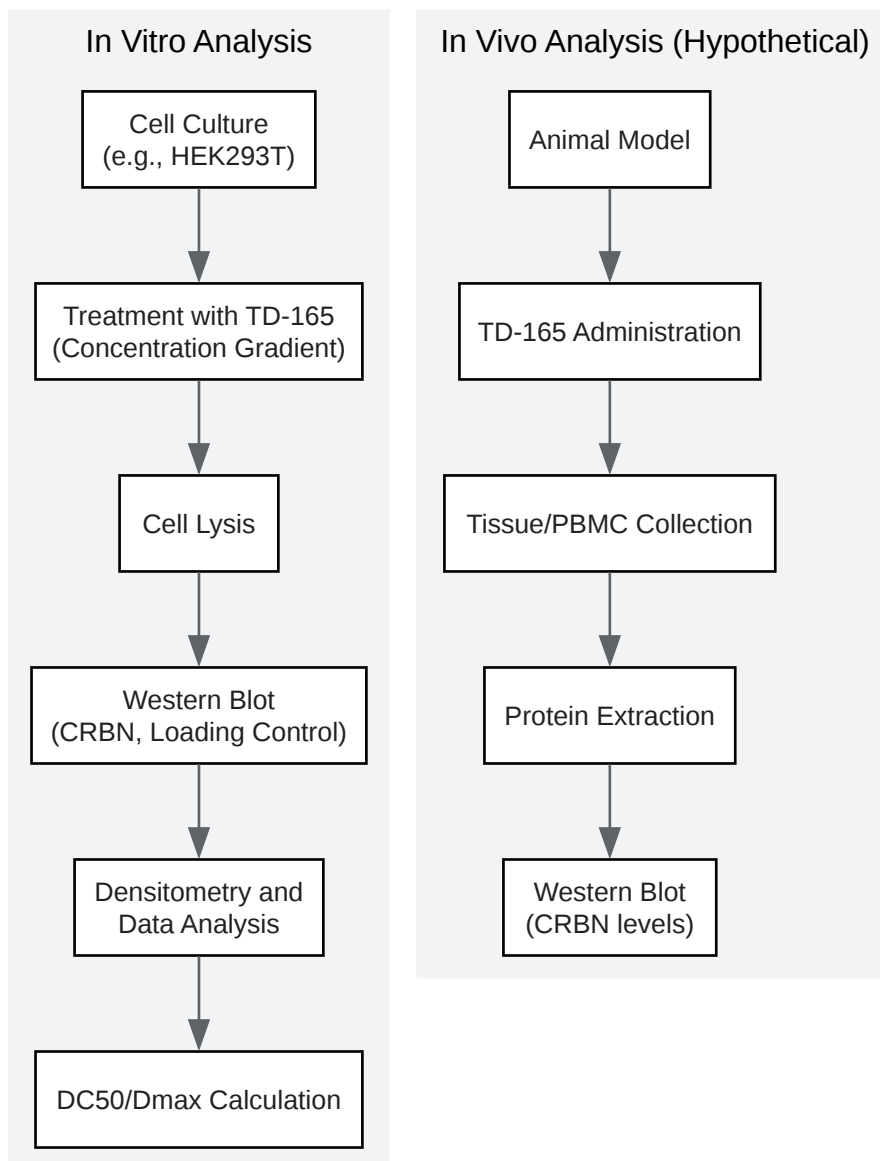 In Vitro Analysis
Cell Culture
(e.g., HEK293T)
Treatment with TD-165
(Concentration Gradient)
Cell Lysis
Western Blot
(CRBN, Loading Control)
Densitometry and
Data Analysis
DC50/Dmax Calculation
In Vivo Analysis (Hypothetical)
Animal Model
TD-165 Administration
Tissue/PBMC Collection
Protein Extraction
Western Blot
(CRBN levels)